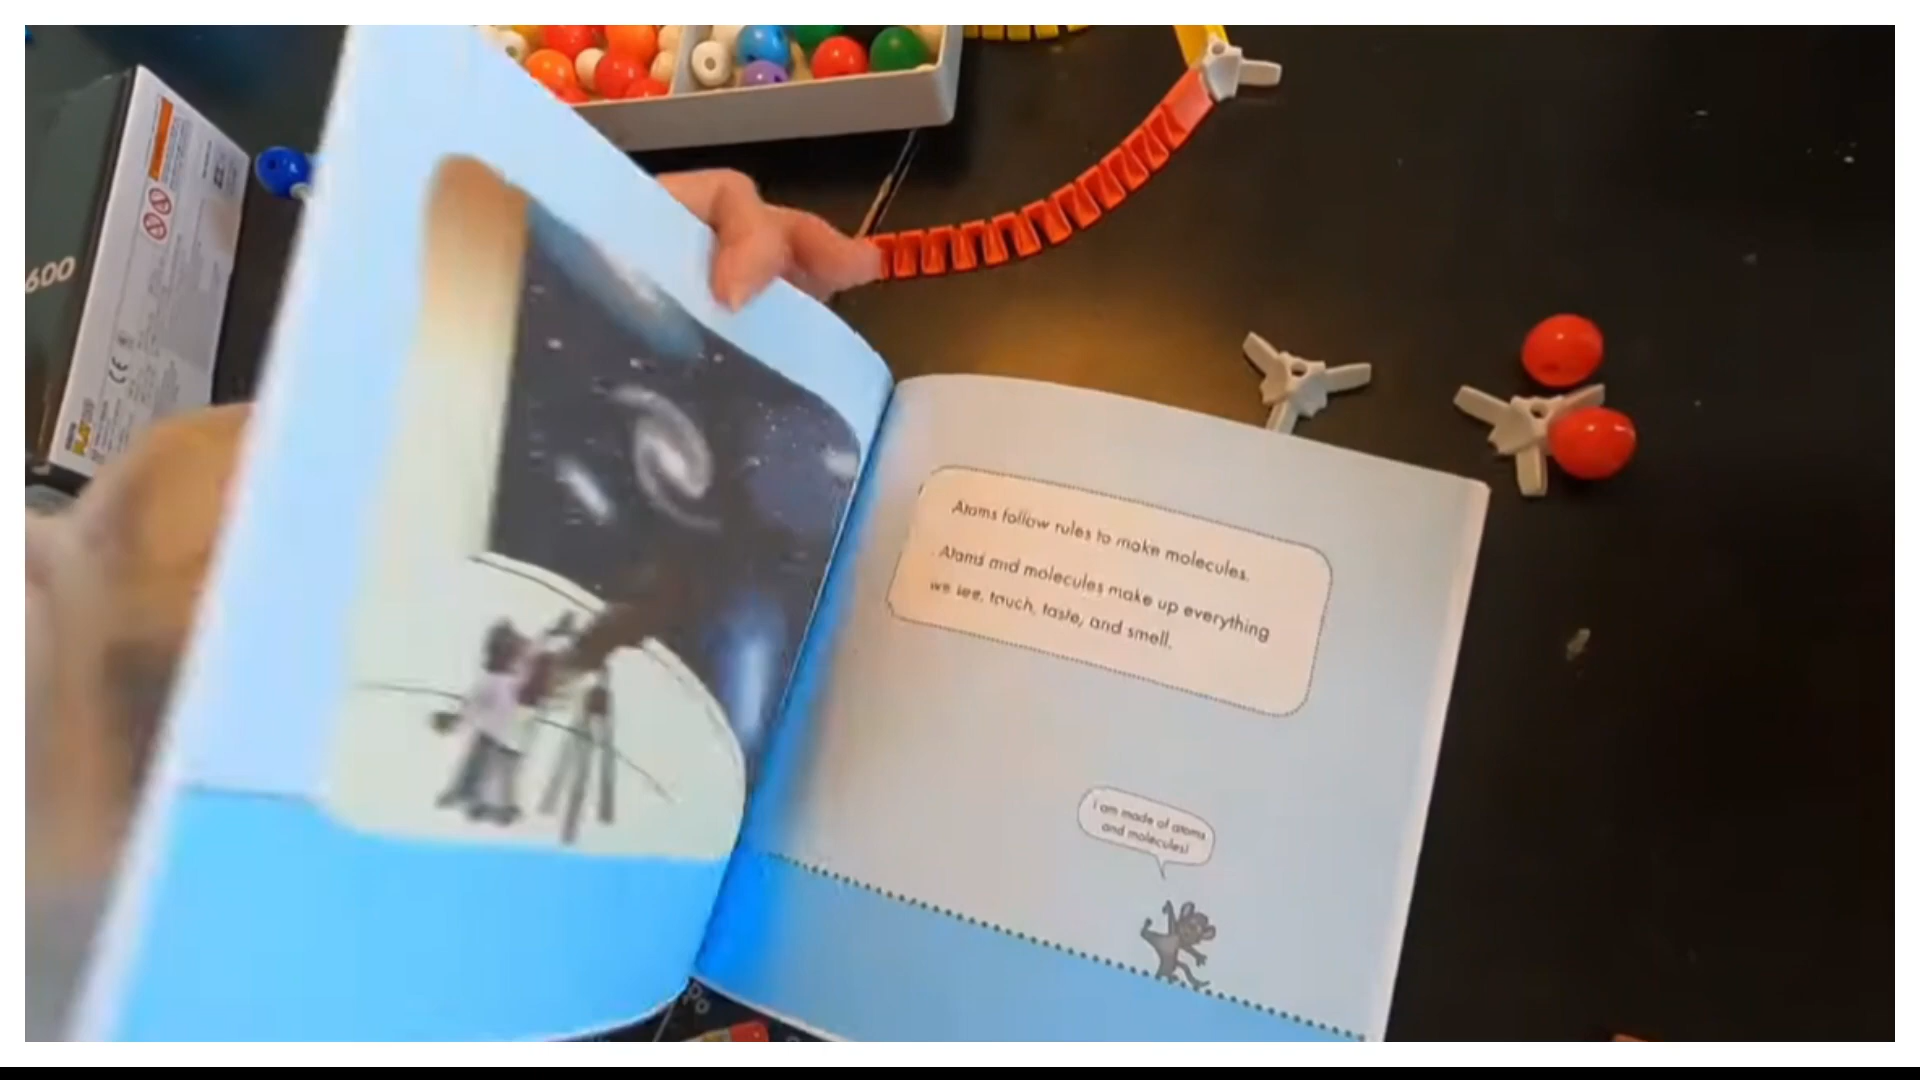 600
Atoms follow rules to make molecules.
Atoms and molecules make up everything
we see, touch, taste, and smell.
I am made of atoms
and molecules!